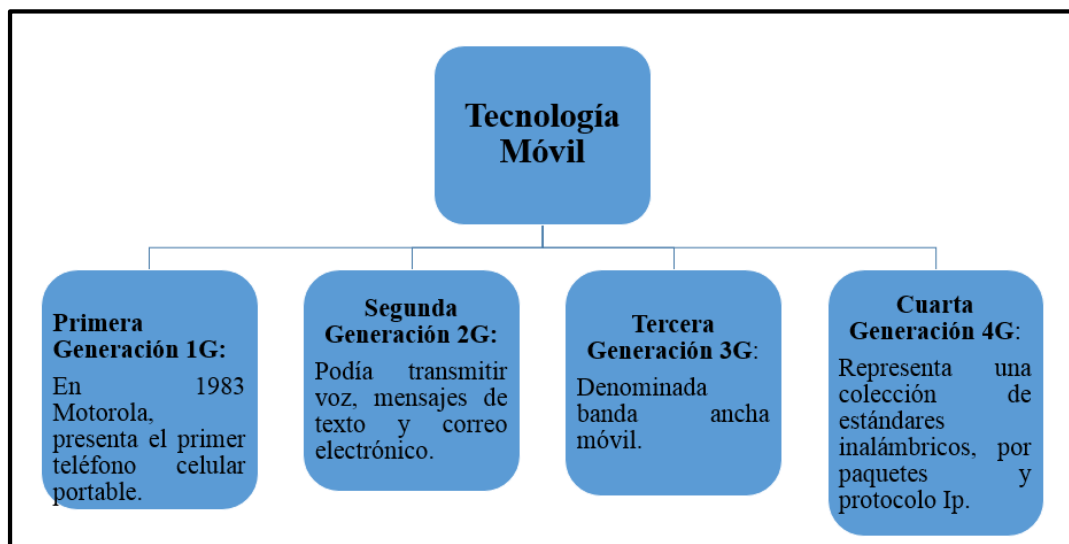 Tecnología
Móvil
Primera
Generación 1G:
En 1983
Motorola,
presenta el primer
teléfono celular
portable.
Segunda
Generación 2G:
Podía transmitir
voz, mensajes de
texto y correo
electrónico.
Tercera
Generación 3G:
Denominada
banda ancha
móvil.
Cuarta
Generación 4G:
Representa una
colección de
estándares
inalámbricos, por
paquetes y
protocolo Ip.